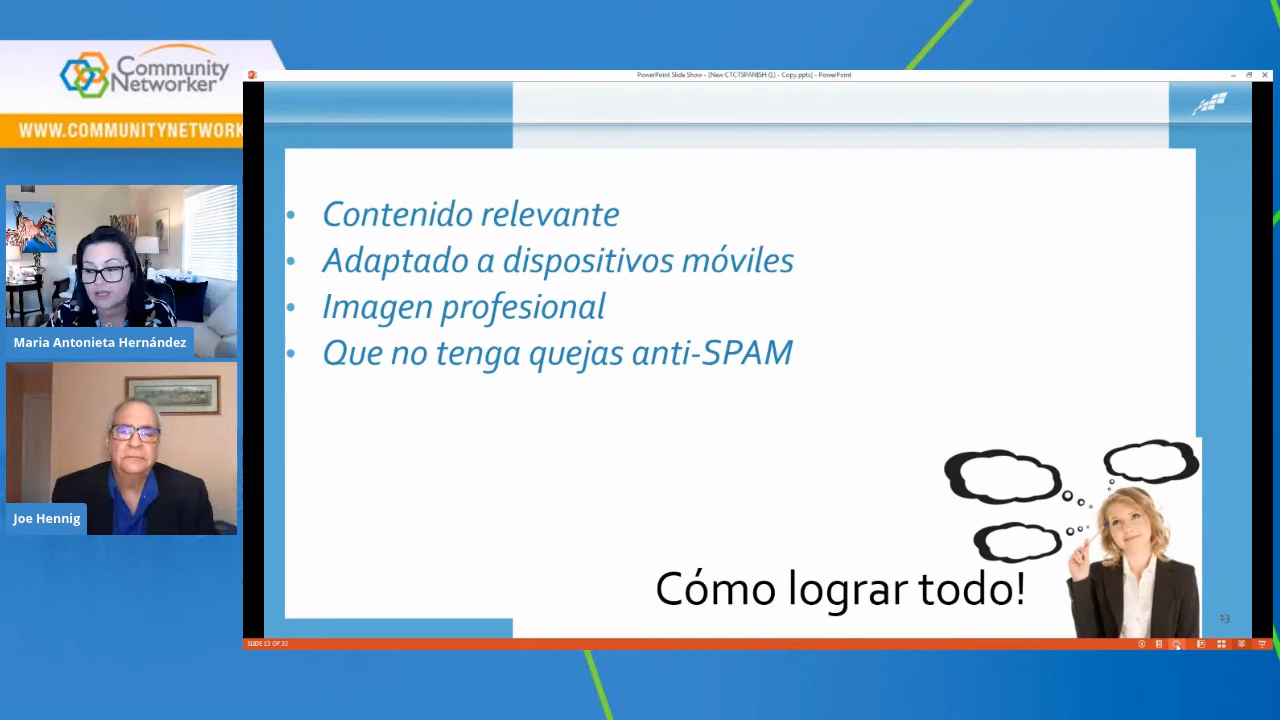 Community
Networker
WWW.COMMUNITYNETWORK
PowerPoint Slide Show - [New CTCTSPANISH (1) - Copy.pptx] - PowerPoint
• Contenido relevante
• Adaptado a dispositivos móviles
• Imagen profesional
• Que no tenga quejas anti-SPAM
Maria Antonieta Hernández
Joe Hennig
Cómo lograr todo!
13
SLIDE 13 OF 32